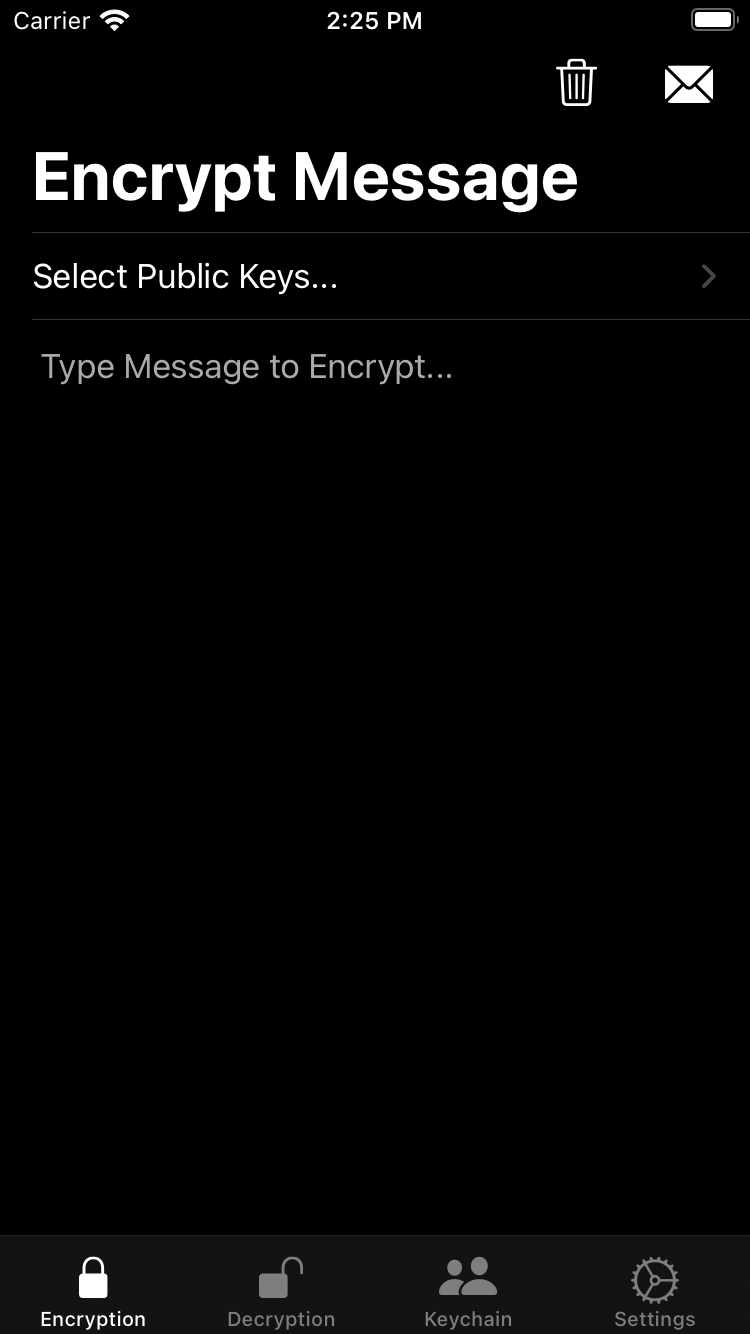 Carrier 2:25 PM
Encrypt Message
Select Public Keys...
Type Message to Encrypt...
Encryption Decryption Keychain Settings